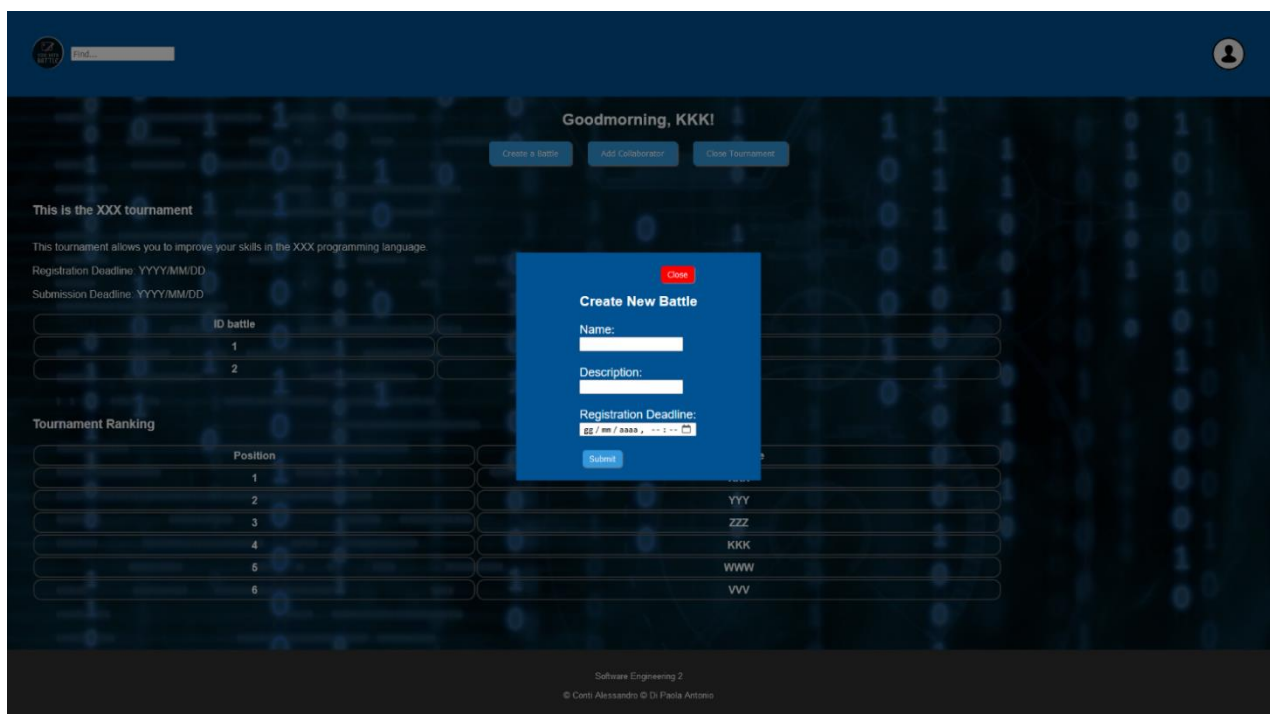 Find...
Goodmorning, KKK!
Create a Battle Add Collaborator Close Tournament
This is the XXX tournament
This tournament allows you to improve your skills in the XXX programming language.
Registration Deadline: YYYY/MM/DD
Submission Deadline: YYYY/MM/DD
ID battle
1
2
Close
Create New Battle
Name:
Description:
Registration Deadline:
gg/mm/aaaa, --:--
Submit
Tournament Ranking
Position
1
2 YYY
3 ZZZ
4 KKK
5 WWW
6 VVV
Software Engineering 2
© Conti Alessandro © Di Paola Antonio